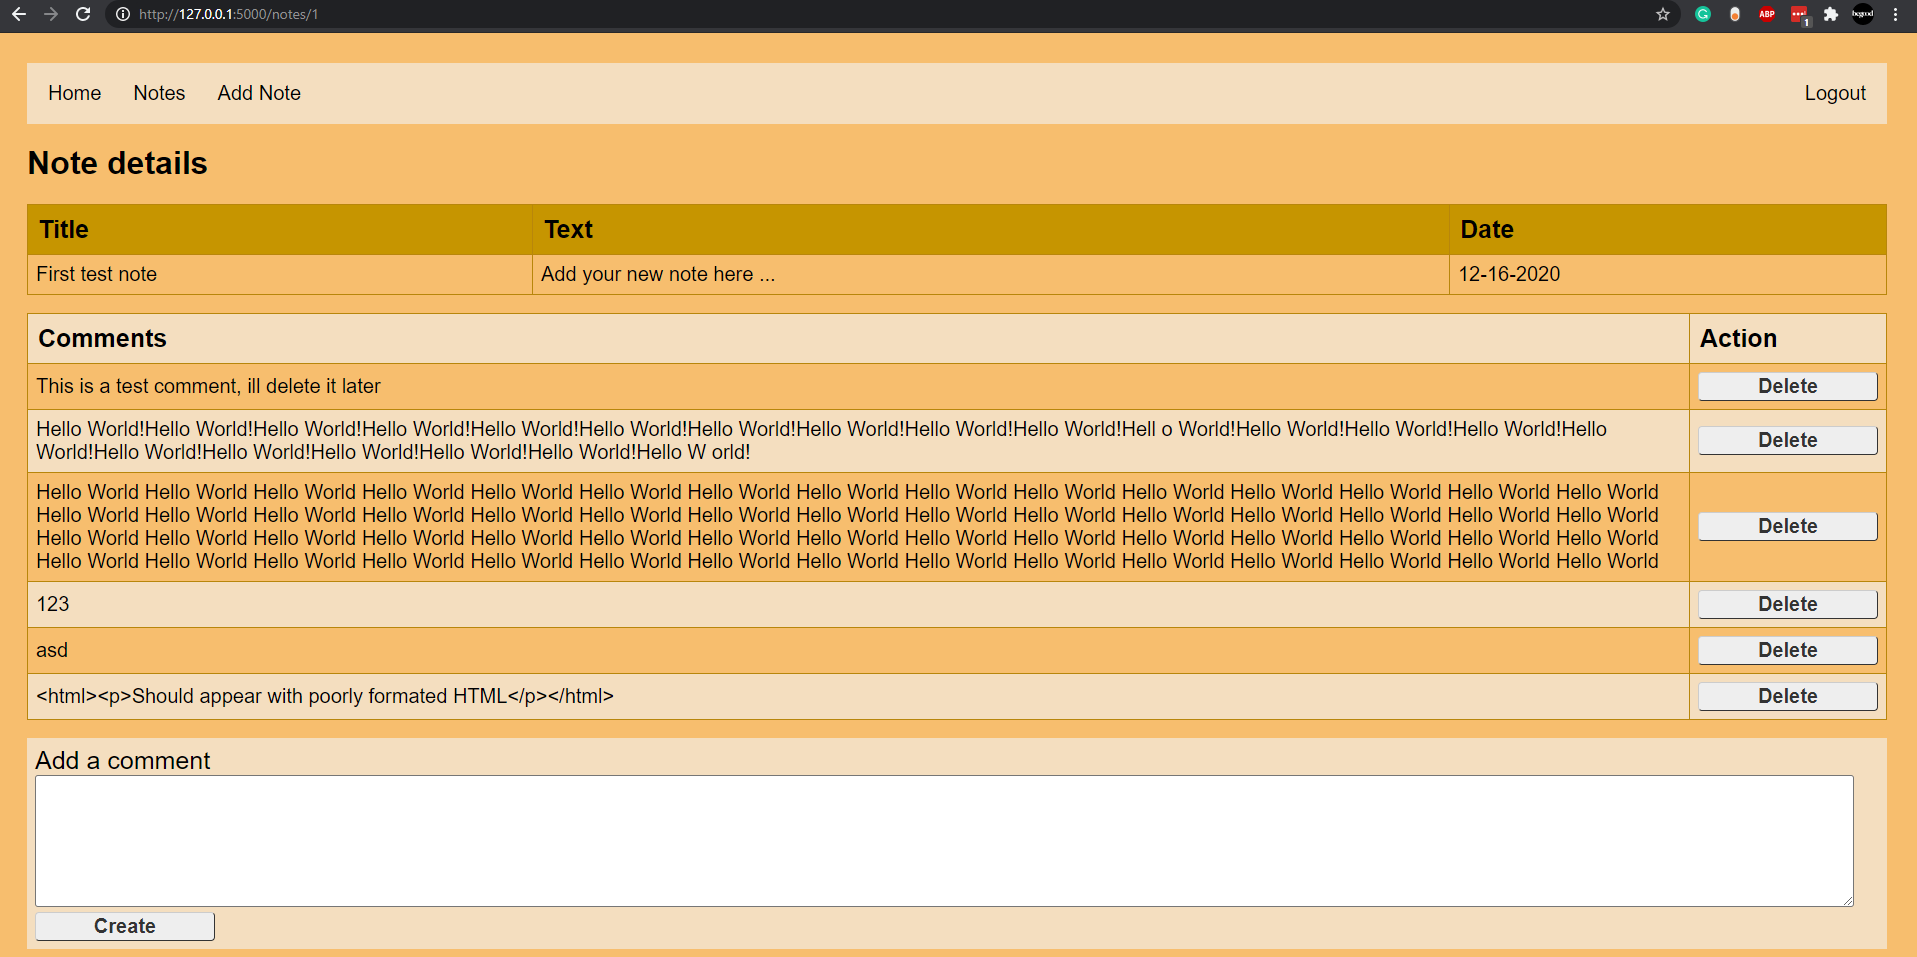 http://127.0.0.1:5000/notes/1
ABP
1
begood
Home Notes Add Note Logout
Note details
Title Text Date
First test note Add your new note here ... 12-16-2020
Comments Action
This is a test comment, ill delete it later Delete
Hello World!Hello World!Hello World!Hello World!Hello World!Hello World!Hello World!Hello World!Hello World!Hello World!Hell o World!Hello World!Hello World!Hello World!Hello
World!Hello World!Hello World!Hello World!Hello World!Hello World!Hello W orld!
Delete
Hello World Hello World Hello World Hello World Hello World Hello World Hello World Hello World Hello World Hello World Hello World Hello World Hello World Hello World Hello World
Hello World Hello World Hello World Hello World Hello World Hello World Hello World Hello World Hello World Hello World Hello World Hello World Hello World Hello World Hello World
Hello World Hello World Hello World Hello World Hello World Hello World Hello World Hello World Hello World Hello World Hello World Hello World Hello World Hello World Hello World
Hello World Hello World Hello World Hello World Hello World Hello World Hello World Hello World Hello World Hello World Hello World Hello World Hello World Hello World Hello World
Delete
123 Delete
asd Delete
<html><p>Should appear with poorly formated HTML</p></html> Delete
Add a comment
Create